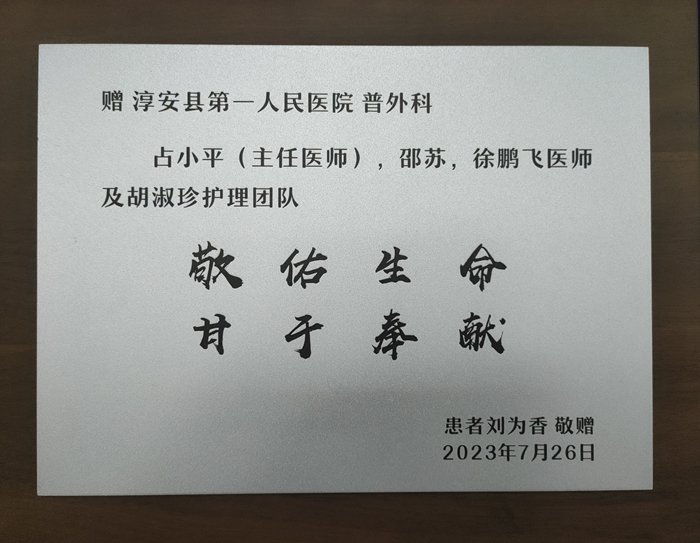 赠 淳安县第一人民医院 普外科
占小平（主任医师），邵苏，徐鹏飞医师
及胡淑珍护理团队
敬佑生命
甘于奉献
患者刘为香 敬赠
2023年7月26日